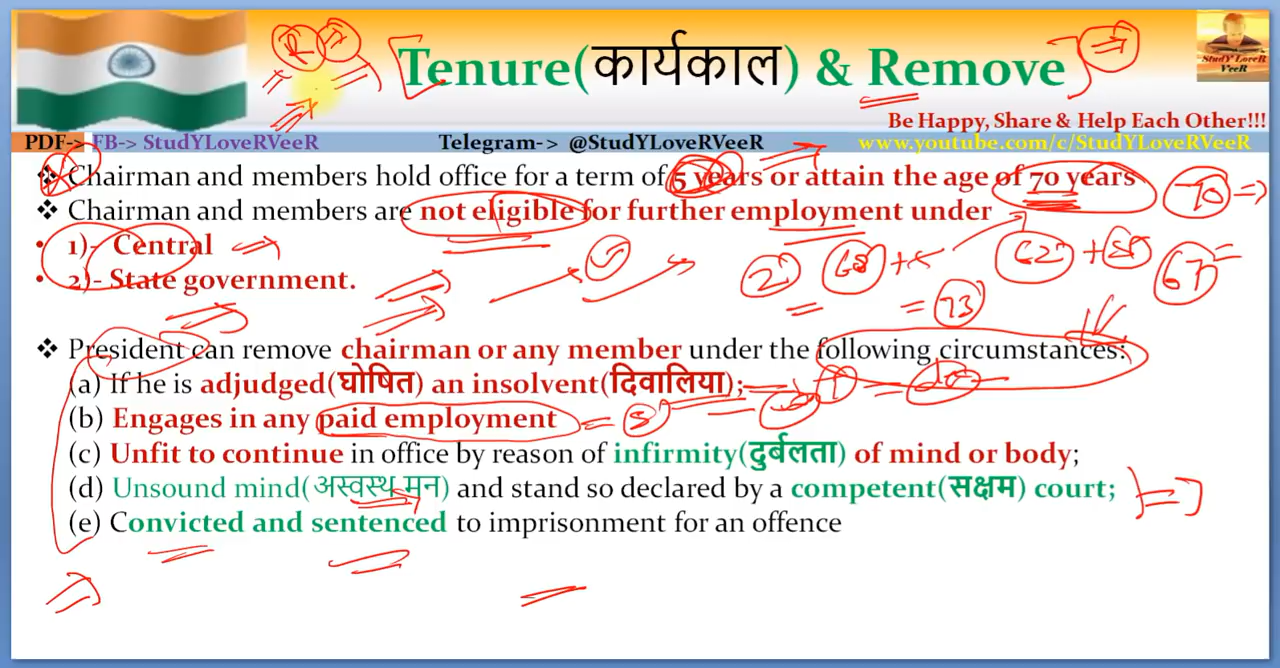 Tenure(कार्यकाल) & Remove
StudY LoveR
VeeR
Be Happy, Share & Help Each Other!!!
PDF-> FB-> StudYLoveRVeeR Telegram-> @StudYLoveRVeeR www.youtube.com/c/StudYLoveRVeeR
❖ Chairman and members hold office for a term of 5 years or attain the age of 70 years
70
❖ Chairman and members are not eligible for further employment under
• 1)- Central
62 + 67
• 2)- State government.
73
❖ President can remove chairman or any member under the following circumstances:
(a) If he is adjudged(घोषित) an insolvent(दिवालिया);
(b) Engages in any paid employment
(c) Unfit to continue in office by reason of infirmity(दुर्बलता) of mind or body;
(d) Unsound mind(अस्वस्थ मन) and stand so declared by a competent(सक्षम) court;
(e) Convicted and sentenced to imprisonment for an offence